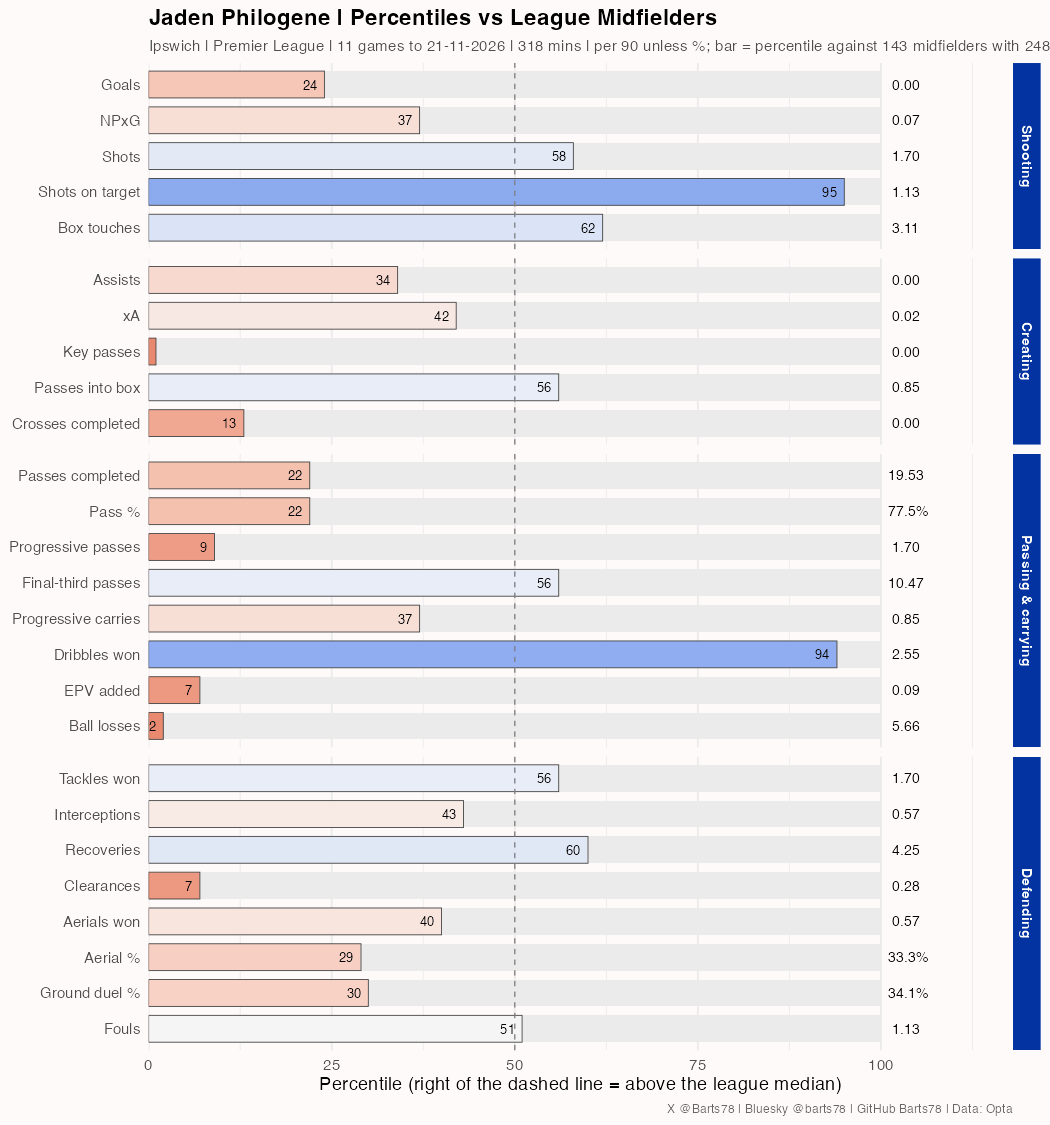 Jaden Philogene | Percentiles vs League Midfielders
Ipswich | Premier League | 11 games to 21-11-2026 | 318 mins | per 90 unless %; bar = percentile against 143 midfielders with 248
Shooting
Goals 24 0.00
NPxG 37 0.07
Shots 58 1.70
Shots on target 95 1.13
Box touches 62 3.11
Creating
Assists 34 0.00
xA 42 0.02
Key passes 0.00
Passes into box 56 0.85
Crosses completed 13 0.00
Passing & carrying
Passes completed 22 19.53
Pass % 22 77.5%
Progressive passes 9 1.70
Final-third passes 56 10.47
Progressive carries 37 0.85
Dribbles won 94 2.55
EPV added 7 0.09
Ball losses 2 5.66
Defending
Tackles won 56 1.70
Interceptions 43 0.57
Recoveries 60 4.25
Clearances 7 0.28
Aerials won 40 0.57
Aerial % 29 33.3%
Ground duel % 30 34.1%
Fouls 51 1.13
0 25 50 75 100
Percentile (right of the dashed line = above the league median)
X @Barts78 | Bluesky @barts78 | GitHub Barts78 | Data: Opta